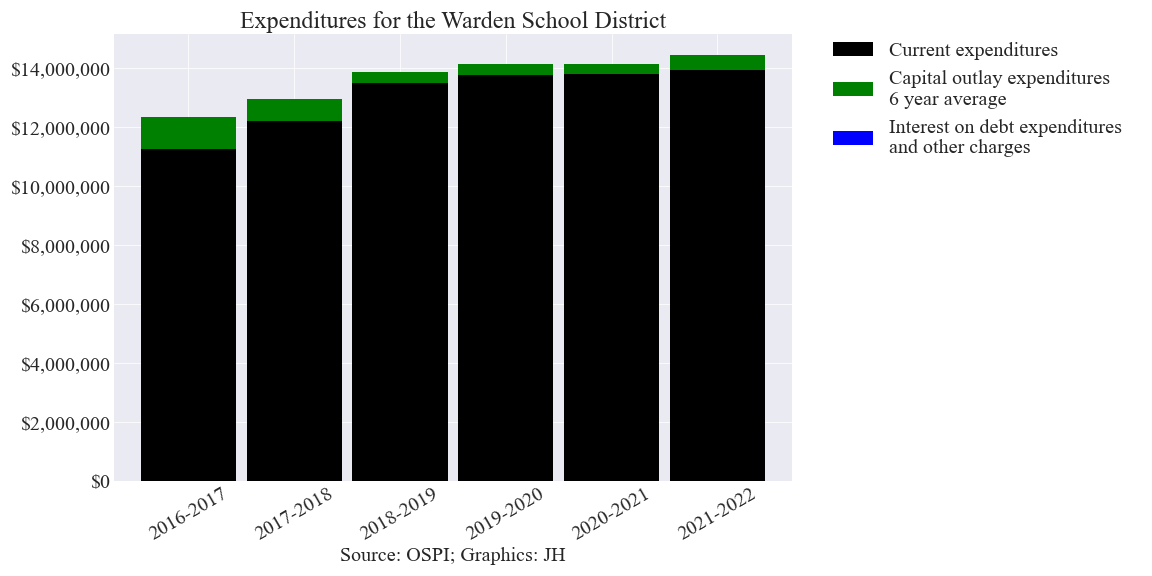 Expenditures for the Warden School District
$14,000,000
$12,000,000
$10,000,000
$8,000,000
$6,000,000
$4,000,000
$2,000,000
$0
2016-2017
2017-2018
2018-2019
2019-2020
2020-2021
2021-2022
Source: OSPI; Graphics: JH
Current expenditures
Capital outlay expenditures
6 year average
Interest on debt expenditures
and other charges